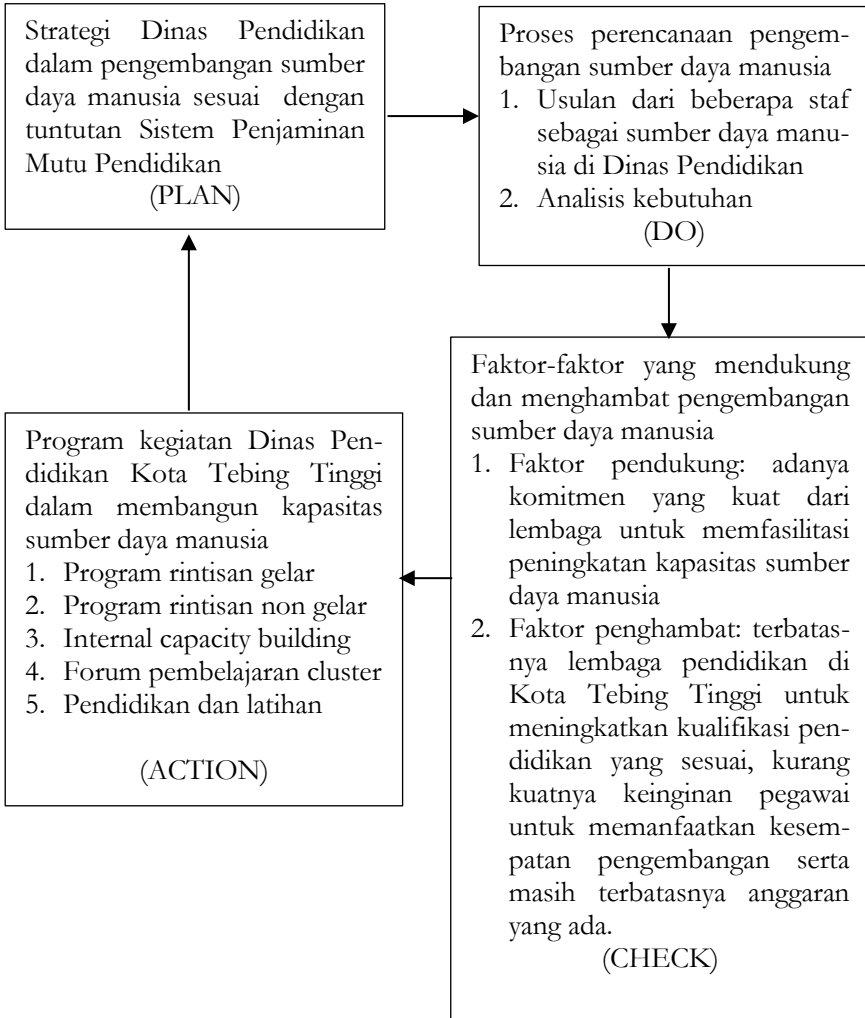 Strategi Dinas Pendidikan
dalam pengembangan sumber
daya manusia sesuai dengan
tuntutan Sistem Penjaminan
Mutu Pendidikan
(PLAN)
Proses perencanaan pengem-
bangan sumber daya manusia
1. Usulan dari beberapa staf
sebagai sumber daya manu-
sia di Dinas Pendidikan
2. Analisis kebutuhan
(DO)
Faktor-faktor yang mendukung
dan menghambat pengembangan
sumber daya manusia
1. Faktor pendukung: adanya
komitmen yang kuat dari
lembaga untuk memfasilitasi
peningkatan kapasitas sumber
daya manusia
2. Faktor penghambat: terbatas-
nya lembaga pendidikan di
Kota Tebing Tinggi untuk
meningkatkan kualifikasi pen-
didikan yang sesuai, kurang
kuatnya keinginan pegawai
untuk memanfaatkan kesem-
patan pengembangan serta
masih terbatasnya anggaran
yang ada.
(CHECK)
Program kegiatan Dinas Pen-
didikan Kota Tebing Tinggi
dalam membangun kapasitas
sumber daya manusia
1. Program rintisan gelar
2. Program rintisan non gelar
3. Internal capacity building
4. Forum pembelajaran cluster
5. Pendidikan dan latihan
(ACTION)